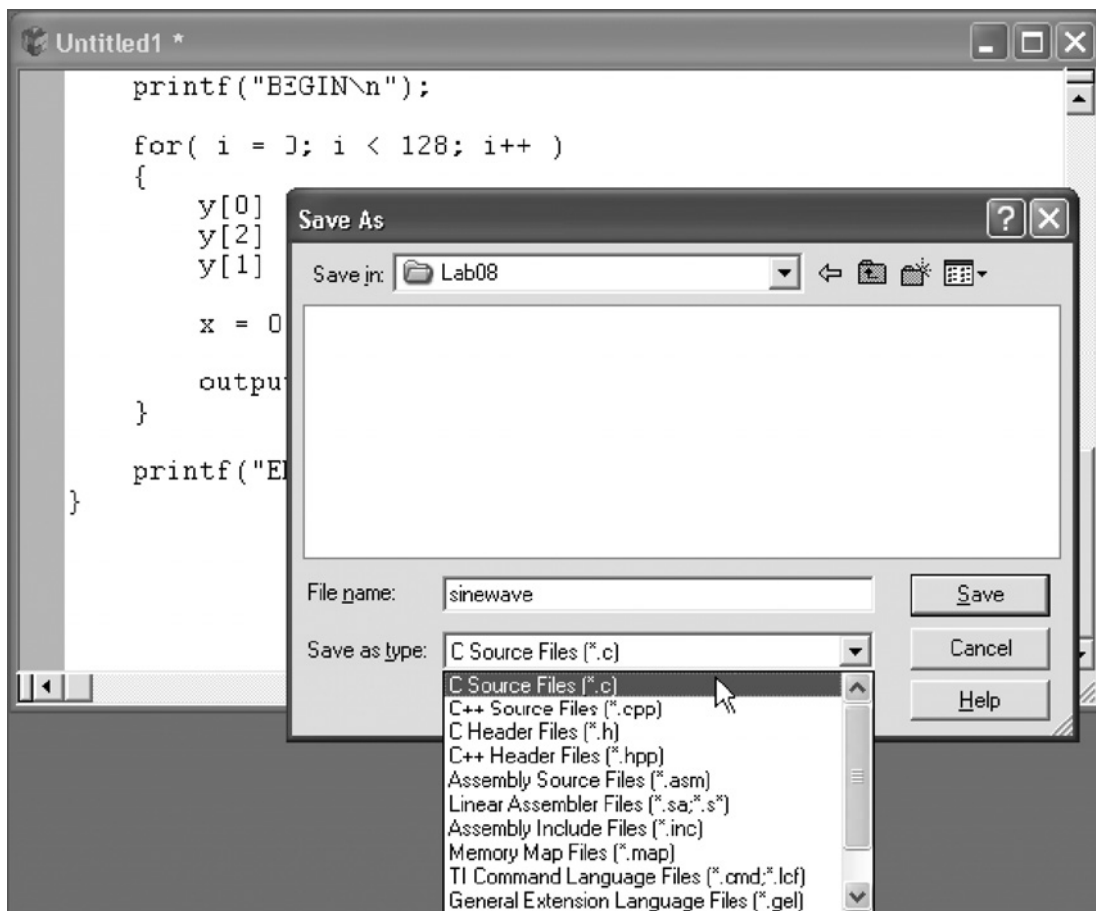 Untitled1 *
printf("BEGIN\n");
for( i = 0; i < 128; i++ )
{
y[0]
y[2]
y[1]
x = 0
output
}
printf("E
}
Save As
Save in: Lab08
File name: sinewave
Save
Save as type: C Source Files (*.c)
Cancel
C Source Files (*.c)
Help
C++ Source Files (*.cpp)
C Header Files (*.h)
C++ Header Files (*.hpp)
Assembly Source Files (*.asm)
Linear Assembler Files (*.sa;*.s*)
Assembly Include Files (*.inc)
Memory Map Files (*.map)
TI Command Language Files (*.cmd;*.lcf)
General Extension Language Files (*.gel)